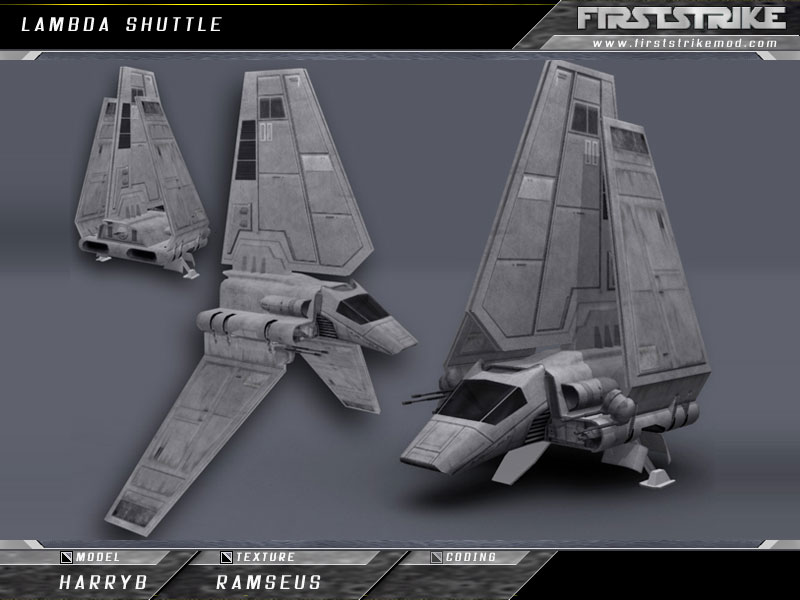 LAMBDA SHUTTLE
FIRSTSTRIKE
www.firststrikemod.com
MODEL
TEXTURE
CODING
HARRYB
RAMSEUS